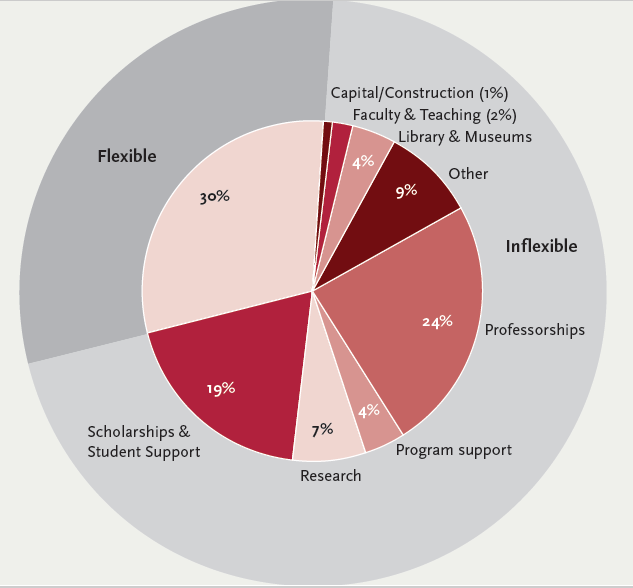 Capital/Construction (1%)
Faculty & Teaching (2%)
Library & Museums
4%
Other
9%
Flexible
30%
Inflexible
24%
Professorships
19%
4%
7%
Scholarships &
Student Support
Program support
Research